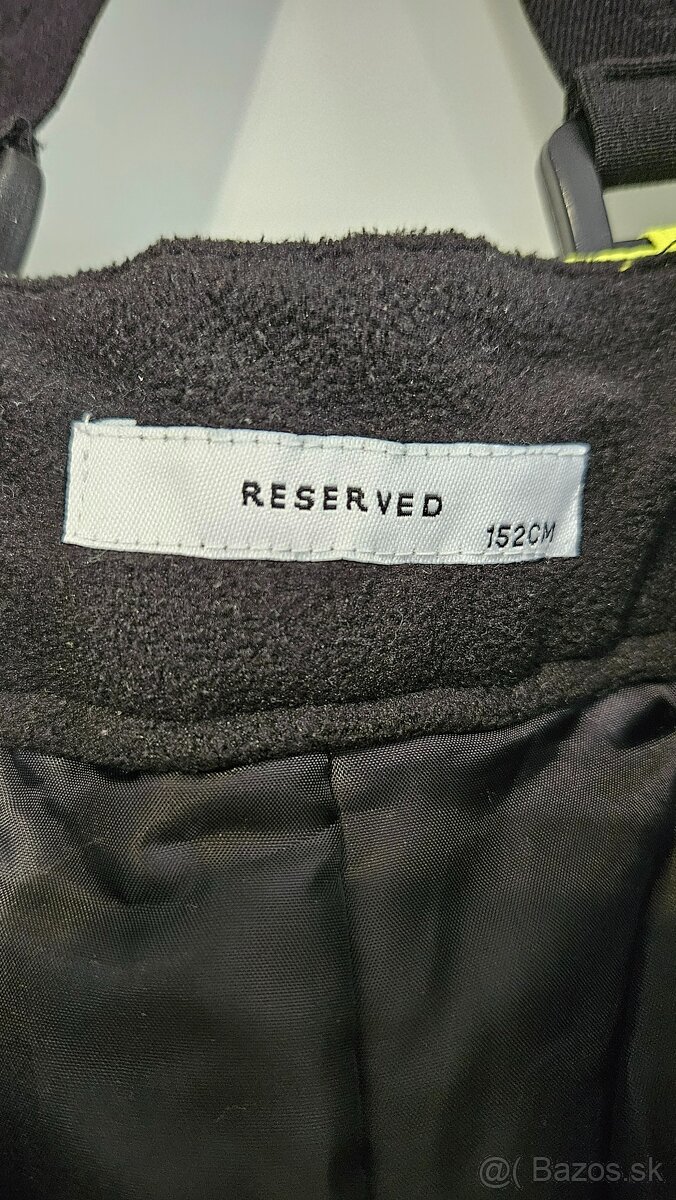 RESERVED
152CM
@( Bazos.sk